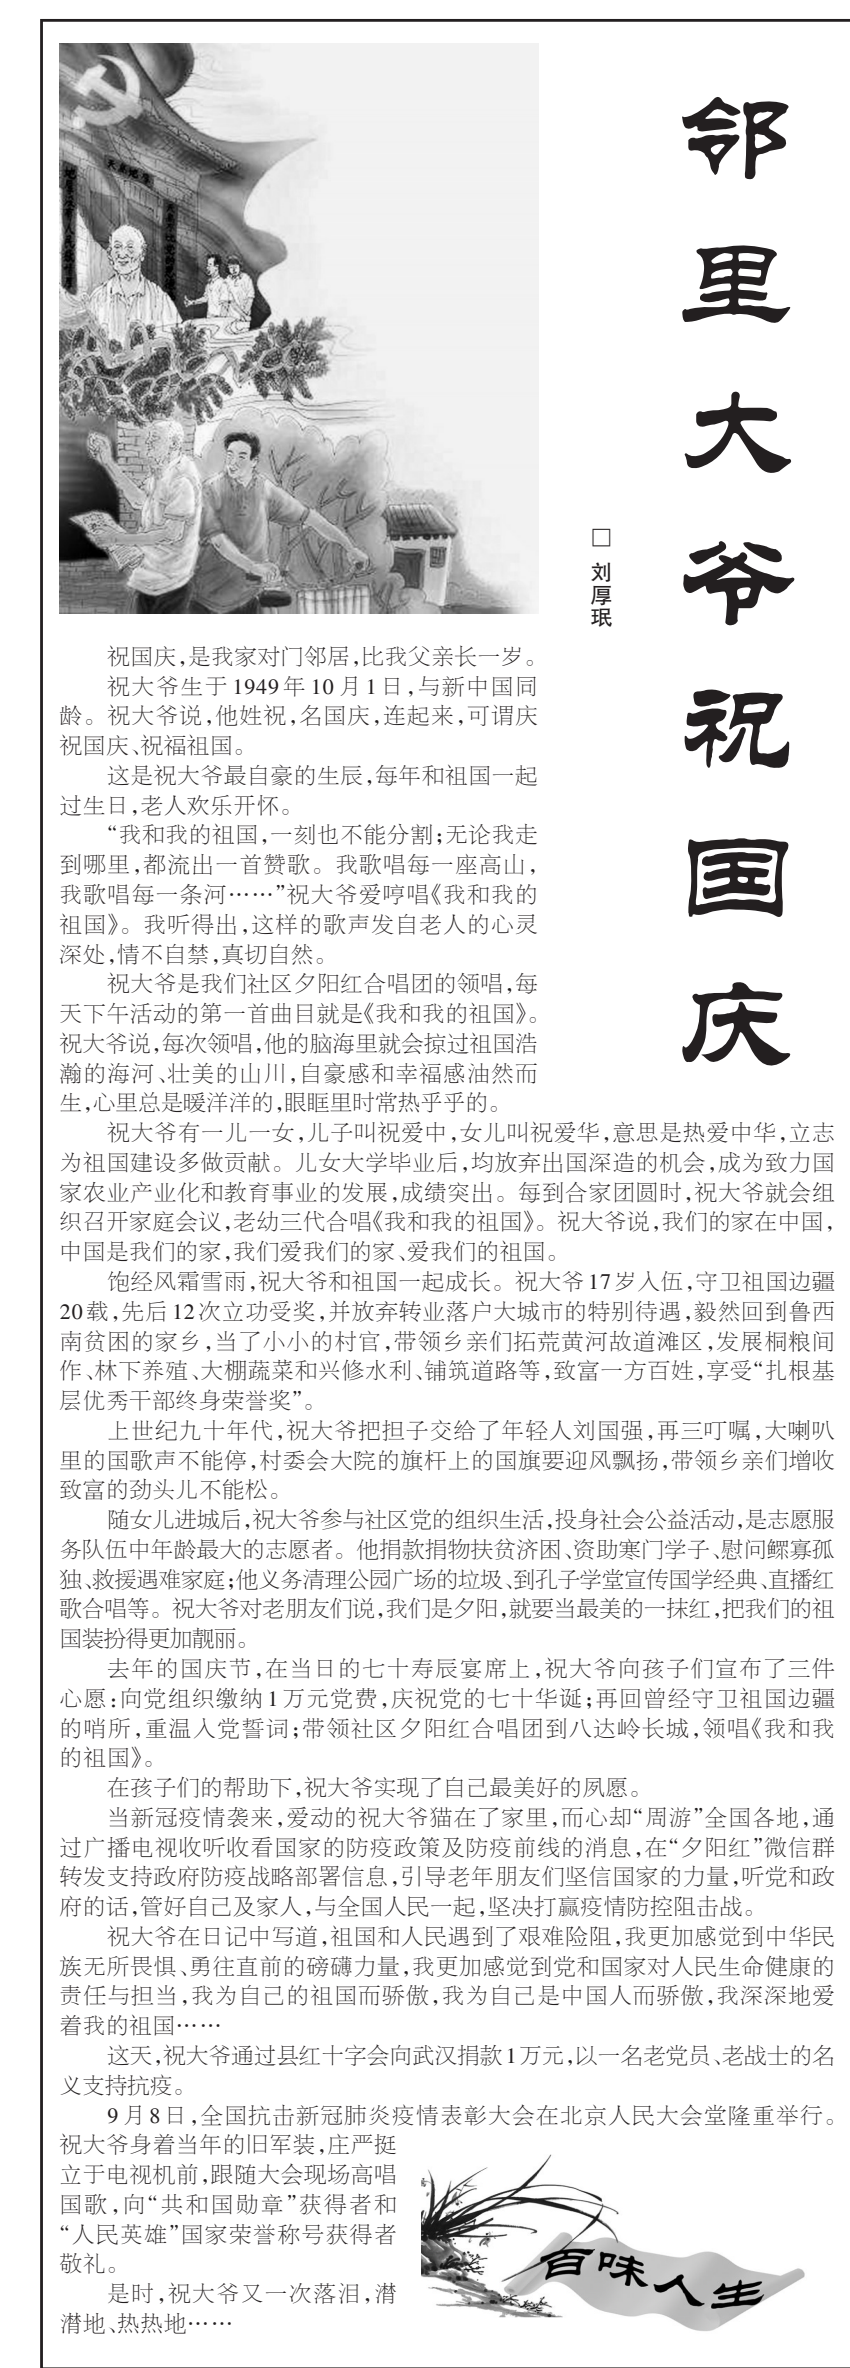 邻里大爷祝国庆
□ 刘厚珉
祝国庆,是我家对门邻居,比我父亲长一岁。
祝大爷生于1949年10月1日,与新中国同
龄。祝大爷说,他姓祝,名国庆,连起来,可谓庆
祝国庆、祝福祖国。
这是祝大爷最自豪的生辰,每年和祖国一起
过生日,老人欢乐开怀。
“我和我的祖国,一刻也不能分割;无论我走
到哪里,都流出一首赞歌。我歌唱每一座高山,
我歌唱每一条河……”祝大爷爱哼唱《我和我的
祖国》。我听得出,这样的歌声发自老人的心灵
深处,情不自禁,真切自然。
祝大爷是我们社区夕阳红合唱团的领唱,每
天下午活动的第一首曲目就是《我和我的祖国》。
祝大爷说,每次领唱,他的脑海里就会掠过祖国浩
瀚的海河、壮美的山川,自豪感和幸福感油然而
生,心里总是暖洋洋的,眼眶里时常热乎乎的。
祝大爷有一儿一女,儿子叫祝爱中,女儿叫祝爱华,意思是热爱中华,立志
为祖国建设多做贡献。儿女大学毕业后,均放弃出国深造的机会,成为致力国
家农业产业化和教育事业的发展,成绩突出。每到合家团圆时,祝大爷就会组
织召开家庭会议,老幼三代合唱《我和我的祖国》。祝大爷说,我们的家在中国,
中国是我们的家,我们爱我们的家、爱我们的祖国。
饱经风霜雪雨,祝大爷和祖国一起成长。祝大爷17岁入伍,守卫祖国边疆
20载,先后12次立功受奖,并放弃转业落户大城市的特别待遇,毅然回到鲁西
南贫困的家乡,当了小小的村官,带领乡亲们拓荒黄河故道滩区,发展桐粮间
作、林下养殖、大棚蔬菜和兴修水利、铺筑道路等,致富一方百姓,享受“扎根基
层优秀干部终身荣誉奖”。
上世纪九十年代,祝大爷把担子交给了年轻人刘国强,再三叮嘱,大喇叭
里的国歌声不能停,村委会大院的旗杆上的国旗要迎风飘扬,带领乡亲们增收
致富的劲头儿不能松。
随女儿进城后,祝大爷参与社区党的组织生活,投身社会公益活动,是志愿服
务队伍中年龄最大的志愿者。他捐款捐物扶贫济困、资助寒门学子、慰问鳏寡孤
独、救援遇难家庭;他义务清理公园广场的垃圾、到孔子学堂宣传国学经典、直播红
歌合唱等。祝大爷对老朋友们说,我们是夕阳,就要当最美的一抹红,把我们的祖
国装扮得更加靓丽。
去年的国庆节,在当日的七十寿辰宴席上,祝大爷向孩子们宣布了三件
心愿:向党组织缴纳1万元党费,庆祝党的七十华诞;再回曾经守卫祖国边疆
的哨所,重温入党誓词;带领社区夕阳红合唱团到八达岭长城,领唱《我和我
的祖国》。
在孩子们的帮助下,祝大爷实现了自己最美好的夙愿。
当新冠疫情袭来,爱动的祝大爷猫在了家里,而心却“周游”全国各地,通
过广播电视收听收看国家的防疫政策及防疫前线的消息,在“夕阳红”微信群
转发支持政府防疫战略部署信息,引导老年朋友们坚信国家的力量,听党和政
府的话,管好自己及家人,与全国人民一起,坚决打赢疫情防控阻击战。
祝大爷在日记中写道,祖国和人民遇到了艰难险阻,我更加感觉到中华民
族无所畏惧、勇往直前的磅礴力量,我更加感觉到党和国家对人民生命健康的
责任与担当,我为自己的祖国而骄傲,我为自己是中国人而骄傲,我深深地爱
着我的祖国……
这天,祝大爷通过县红十字会向武汉捐款1万元,以一名老党员、老战士的名
义支持抗疫。
9月8日,全国抗击新冠肺炎疫情表彰大会在北京人民大会堂隆重举行。
祝大爷身着当年的旧军装,庄严挺
立于电视机前,跟随大会现场高唱
国歌,向“共和国勋章”获得者和
“人民英雄”国家荣誉称号获得者
敬礼。
是时,祝大爷又一次落泪,潸
潸地、热热地……
百味人生